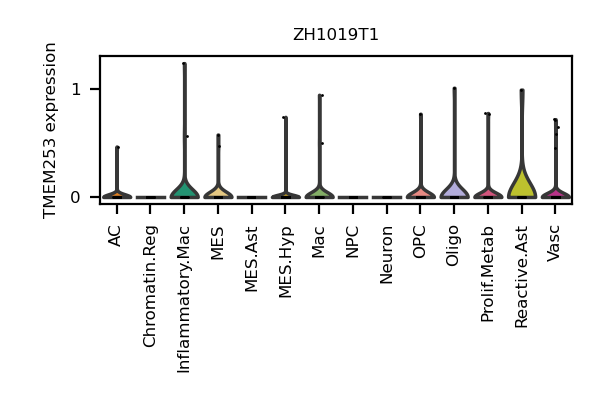 ZH1019T1
TMEM253 expression
1
0
AC
Chromatin.Reg
Inflammatory.Mac
MES
MES.Ast
MES.Hyp
Mac
NPC
Neuron
OPC
Oligo
Prolif.Metab
Reactive.Ast
Vasc